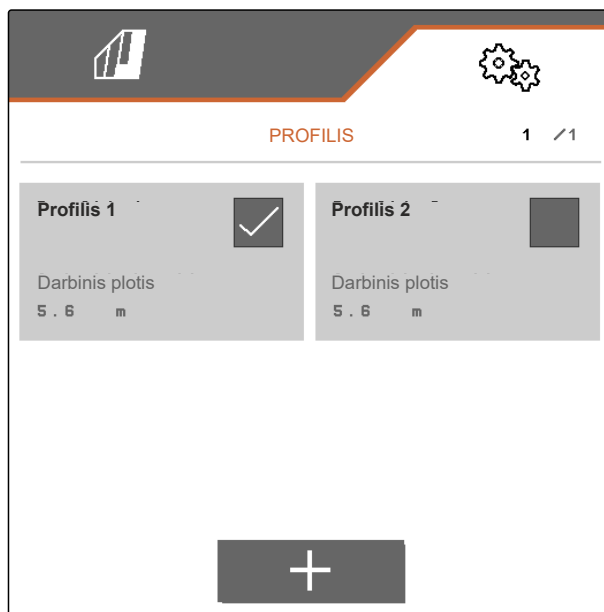 PROFILIS 1 /1
Profilis 1
Darbinis plotis
5.6 m
Profilis 2
Darbinis plotis
5.6 m